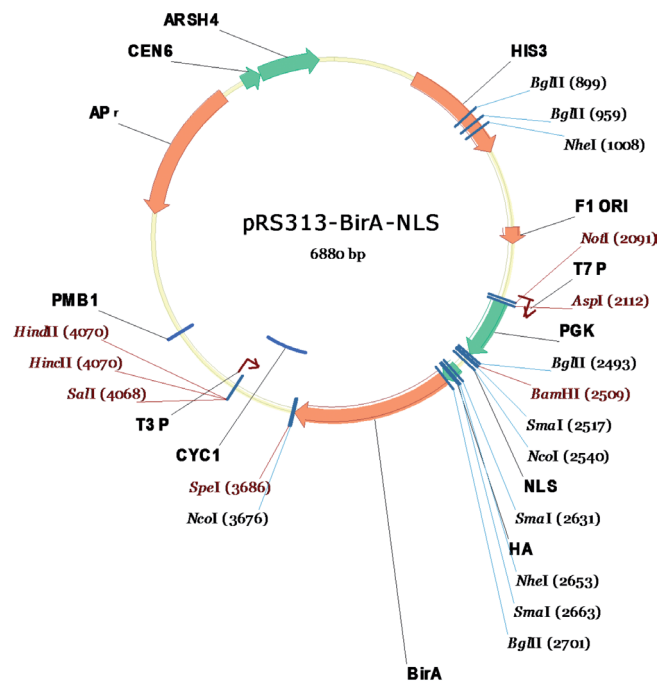 ARSH4
CEN6
HIS3
BglII (899)
APr
BglII (959)
NheI (1008)
F1 ORI
pRS313-BirA-NLS
6880 bp
NotI (2091)
T7 P
PMB1
AspI (2112)
HindII (4070)
PGK
HincII (4070)
BglII (2493)
SalI (4068)
BamHI (2509)
T3 P
SmaI (2517)
CYC1
NcoI (2540)
SpeI (3686)
NLS
NcoI (3676)
SmaI (2631)
HA
NheI (2653)
SmaI (2663)
BglII (2701)
BirA